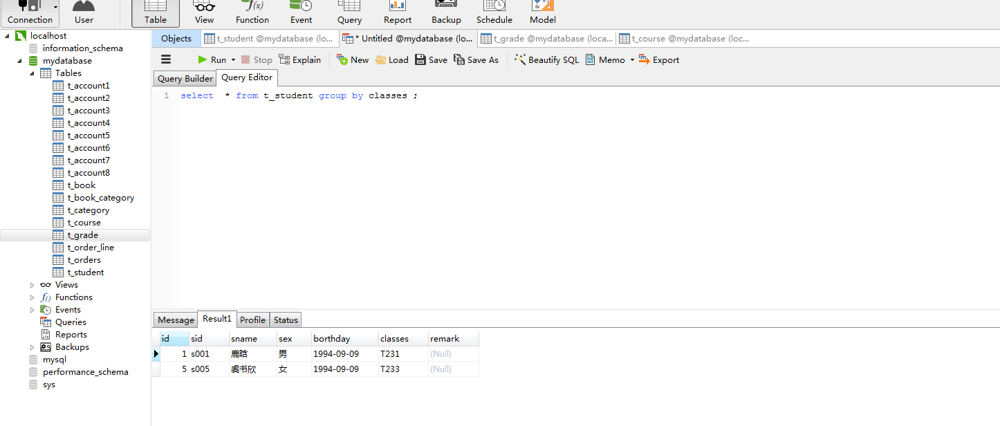 Connection User Table View Function Event Query Report Backup Schedule Model
localhost
information_schema
mydatabase
Tables
t_account1
t_account2
t_account3
t_account4
t_account5
t_account6
t_account7
t_account8
t_book
t_book_category
t_category
t_course
t_grade
t_order_line
t_orders
t_student
Views
Functions
Events
Queries
Reports
Backups
mysql
performance_schema
sys
Objects t_student @mydatabase (lo... * Untitled @mydatabase (lo... t_grade @mydatabase (loca... t_course @mydatabase (loc...
Run Stop Explain New Load Save Save As Beautify SQL Memo Export
Query Builder Query Editor
1 select * from t_student group by classes ;
Message Result1 Profile Status
id sid sname sex borthday classes remark
1 s001 鹿晗 男 1994-09-09 T231 (Null)
5 s005 虞书欣 女 1994-09-09 T233 (Null)